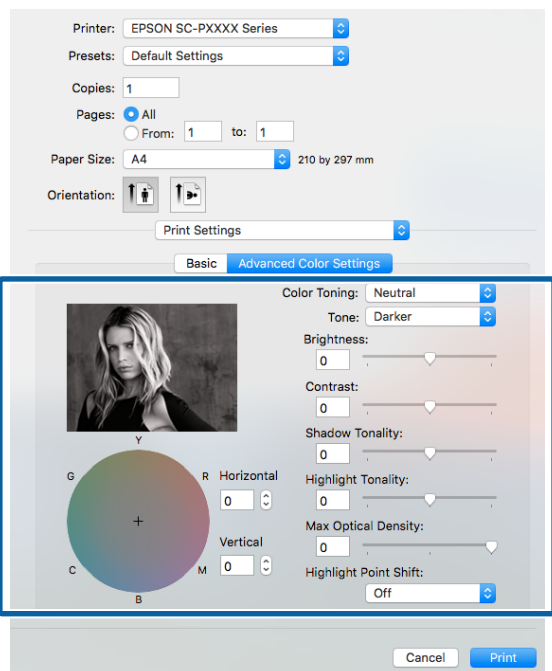 Printer: EPSON SC-PXXXX Series
Presets: Default Settings
Copies: 1
Pages: All
From: 1 to: 1
Paper Size: A4 210 by 297 mm
Orientation:
Print Settings
Basic Advanced Color Settings
Color Toning: Neutral
Tone: Darker
Brightness:
0
Contrast:
0
Shadow Tonality:
0
Highlight Tonality:
0
Max Optical Density:
0
Highlight Point Shift:
Off
Y
G R
C M
B
Horizontal
0
Vertical
0
Cancel Print